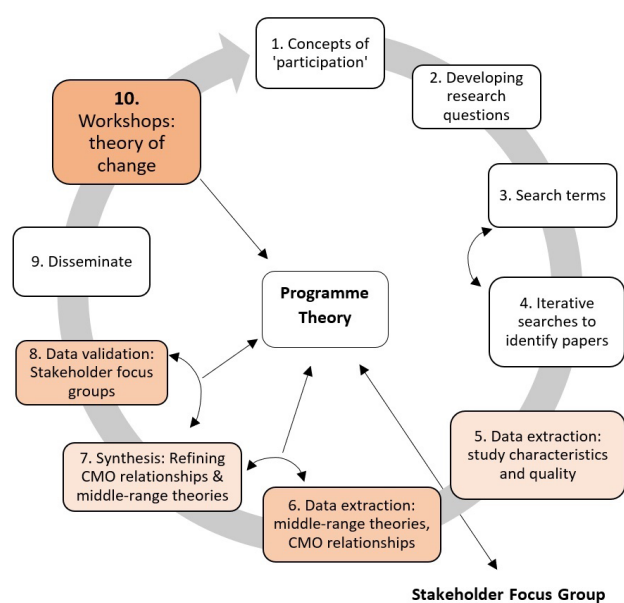 1. Concepts of
'participation'
2. Developing
research
questions
3. Search terms
4. Iterative
searches to
identify papers
5. Data extraction:
study characteristics
and quality
6. Data extraction:
middle-range theories,
CMO relationships
7. Synthesis: Refining
CMO relationships &
middle-range theories
8. Data validation:
Stakeholder focus
groups
9. Disseminate
10.
Workshops:
theory of
change
Programme
Theory
Stakeholder Focus Group